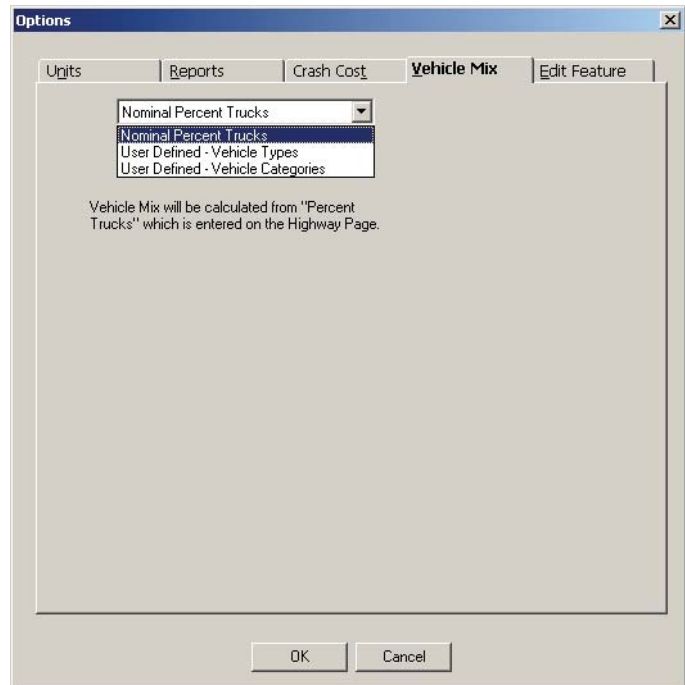 Options
Units Reports Crash Cost Vehicle Mix Edit Feature
Nominal Percent Trucks
Nominal Percent Trucks
User Defined - Vehicle Types
User Defined - Vehicle Categories
Vehicle Mix will be calculated from "Percent
Trucks" which is entered on the Highway Page.
OK Cancel